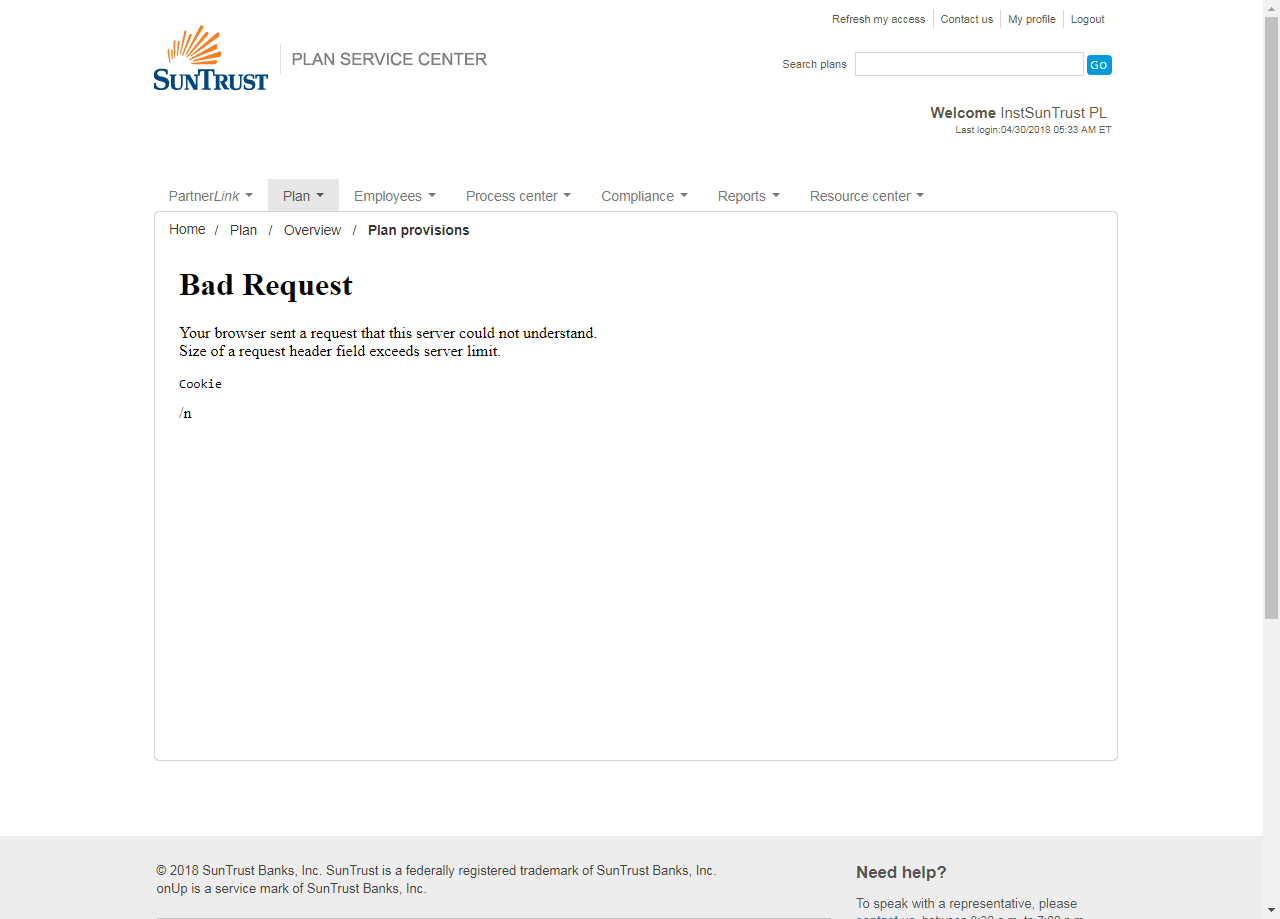 Refresh my access Contact us My profile Logout
SUNTRUST PLAN SERVICE CENTER
Search plans Go
Welcome InstSunTrust PL
Last login:04/30/2018 05:33 AM ET
PartnerLink Plan Employees Process center Compliance Reports Resource center
Home / Plan / Overview / Plan provisions
Bad Request
Your browser sent a request that this server could not understand.
Size of a request header field exceeds server limit.
Cookie
/n
© 2018 SunTrust Banks, Inc. SunTrust is a federally registered trademark of SunTrust Banks, Inc.
onUp is a service mark of SunTrust Banks, Inc.
Need help?
To speak with a representative, please